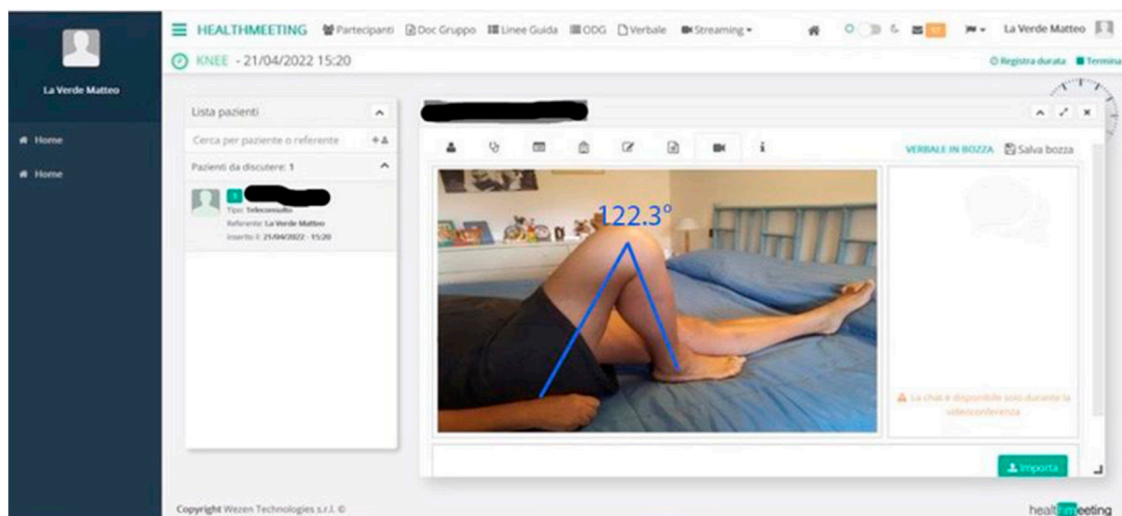 HEALTHMEETING Partecipanti Doc Gruppo Linee Guida ODG Verbale Streaming La Verde Matteo
KNEE - 21/04/2022 15:20 Registra durata Termina
La Verde Matteo
Home
Home
Lista pazienti
Cerca per paziente o referente
Pazienti da discutere: 1
1
Tipo: Teleconsulto
Referente: La Verde Matteo
Inserito il: 21/04/2022 - 15:20
VERBALE IN BOZZA Salva bozza
122.3°
La chat è disponibile solo durante la
videoconferenza
Importa
Copyright Wezen Technologies s.r.l. ©
healthmeeting